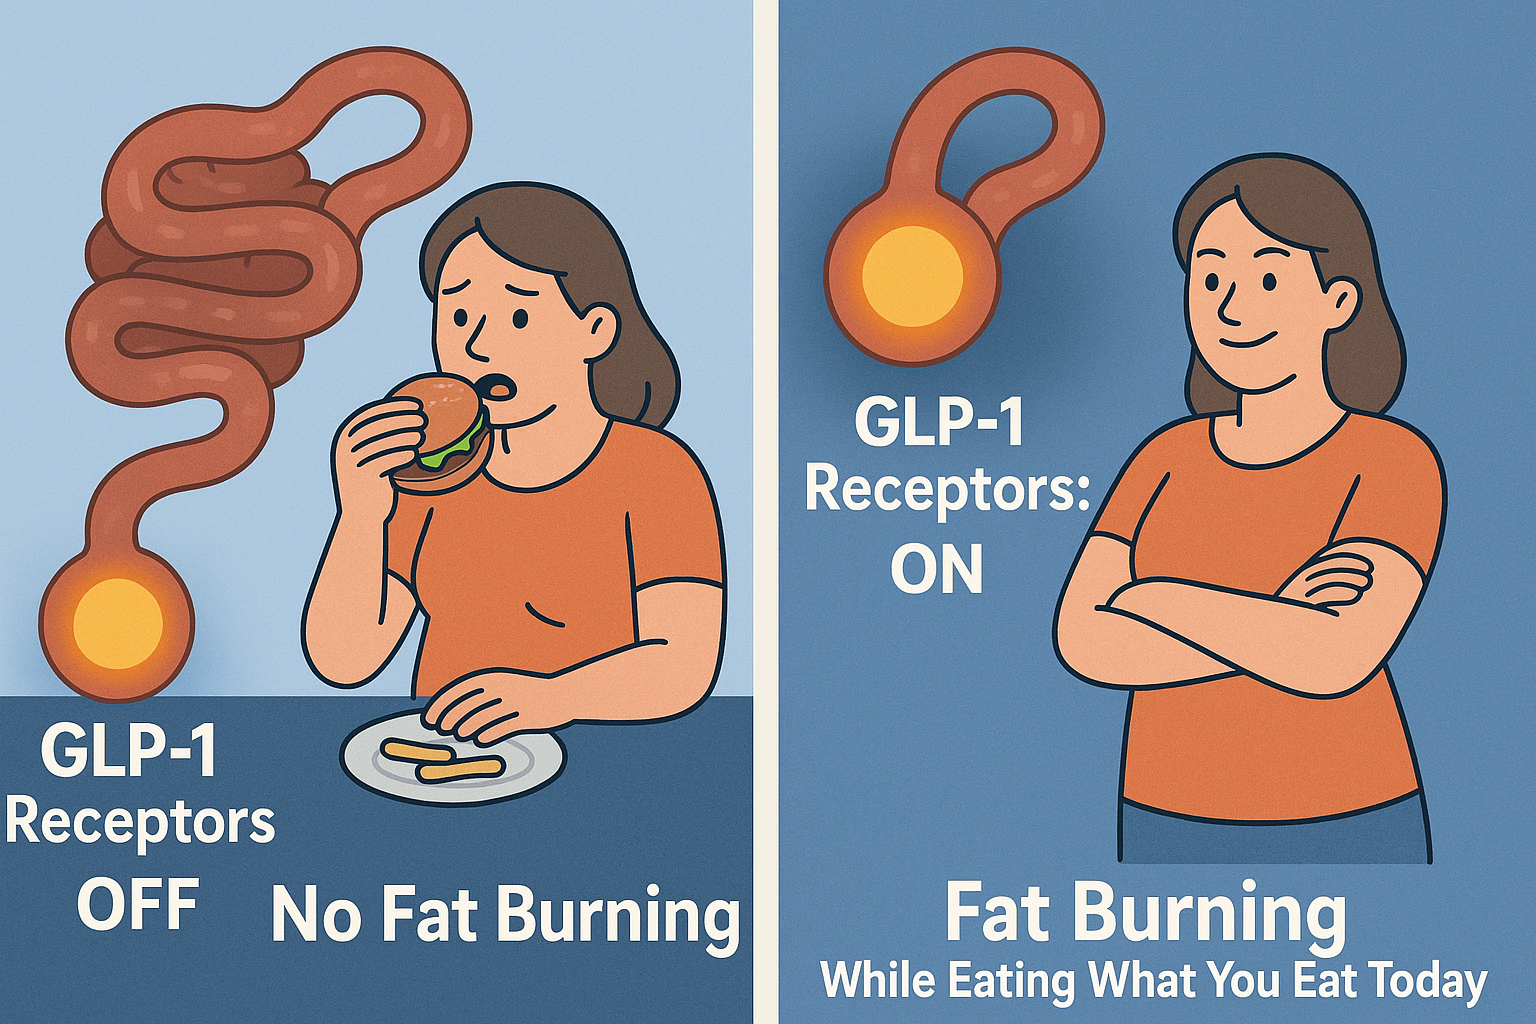 GLP-1
Receptors
OFF
No Fat Burning
GLP-1
Receptors:
ON
Fat Burning
While Eating What You Eat Today